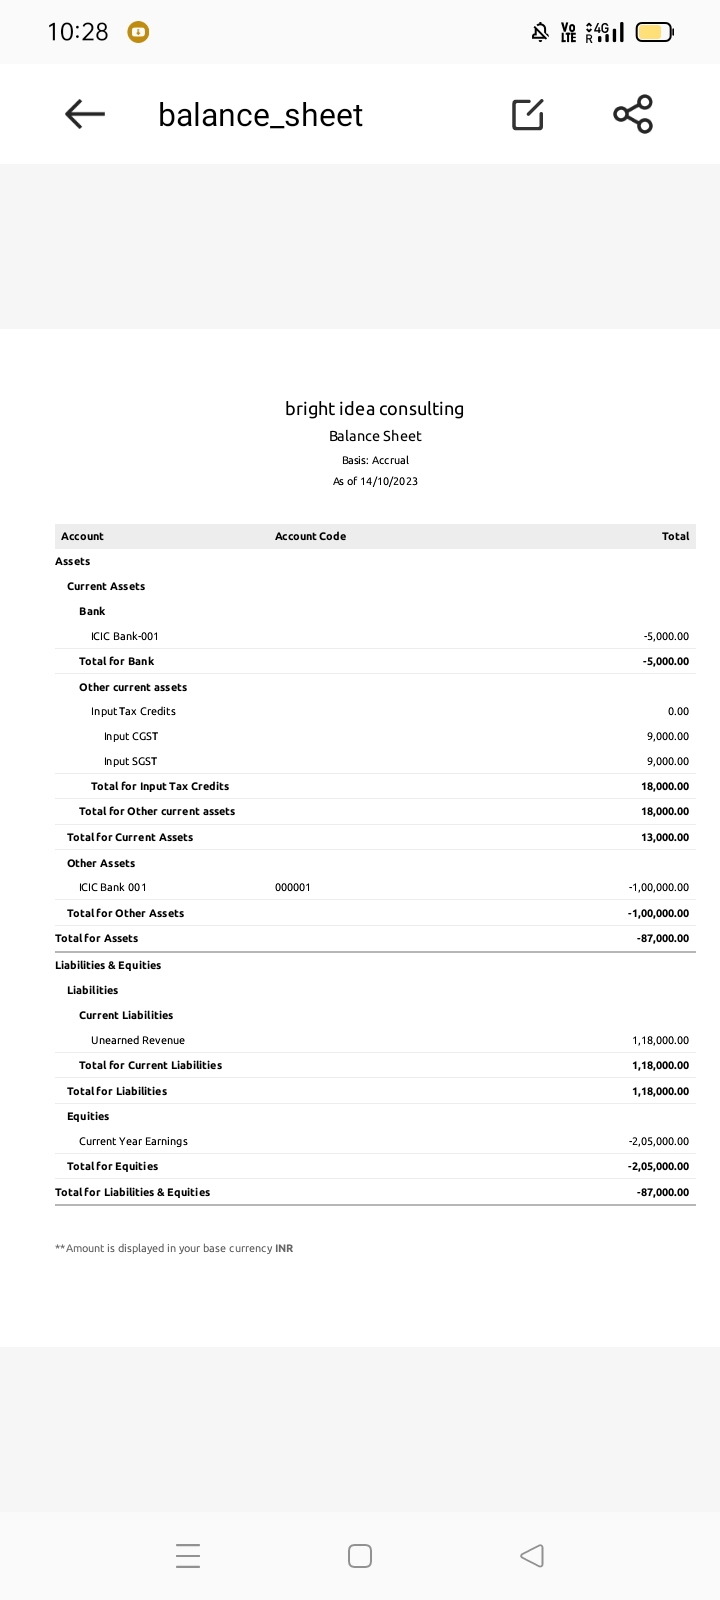 10:28 Vo LTE R 4G
balance_sheet
bright idea consulting
Balance Sheet
Basis: Accrual
As of 14/10/2023
Account Account Code Total
Assets
Current Assets
Bank
ICIC Bank-001 -5,000.00
Total for Bank -5,000.00
Other current assets
Input Tax Credits 0.00
Input CGST 9,000.00
Input SGST 9,000.00
Total for Input Tax Credits 18,000.00
Total for Other current assets 18,000.00
Total for Current Assets 13,000.00
Other Assets
ICIC Bank 001 000001 -1,00,000.00
Total for Other Assets -1,00,000.00
Total for Assets -87,000.00
Liabilities & Equities
Liabilities
Current Liabilities
Unearned Revenue 1,18,000.00
Total for Current Liabilities 1,18,000.00
Total for Liabilities 1,18,000.00
Equities
Current Year Earnings -2,05,000.00
Total for Equities -2,05,000.00
Total for Liabilities & Equities -87,000.00
**Amount is displayed in your base currency INR